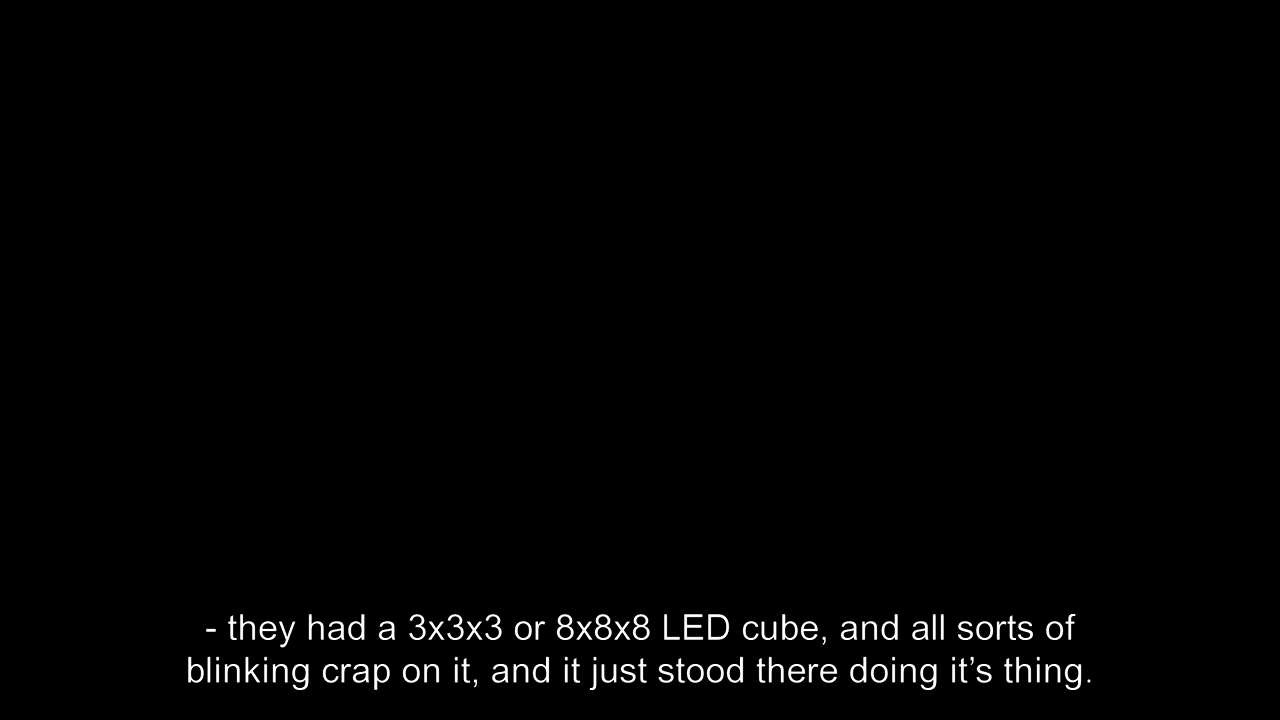 - they had a 3x3x3 or 8x8x8 LED cube, and all sorts of
blinking crap on it, and it just stood there doing it’s thing.